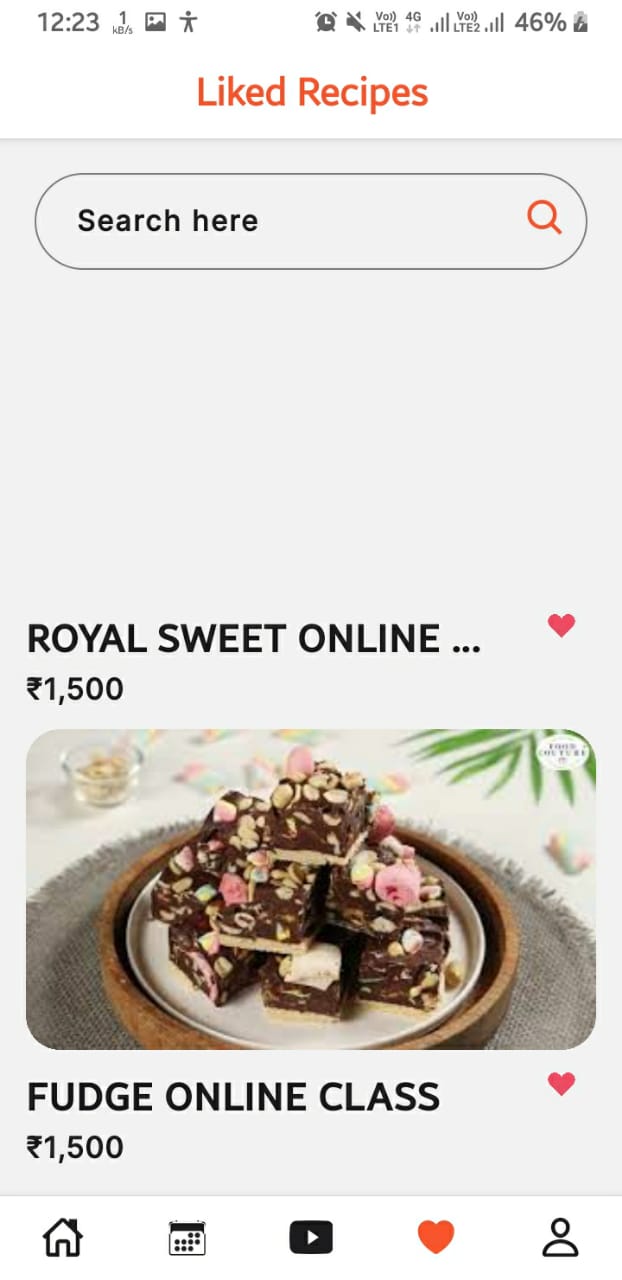 12:23 1 kB/s Vo)) LTE1 4G Vo)) LTE2 46%
Liked Recipes
Search here
ROYAL SWEET ONLINE ...
₹1,500
FOOD
COUTURE
FUDGE ONLINE CLASS
₹1,500